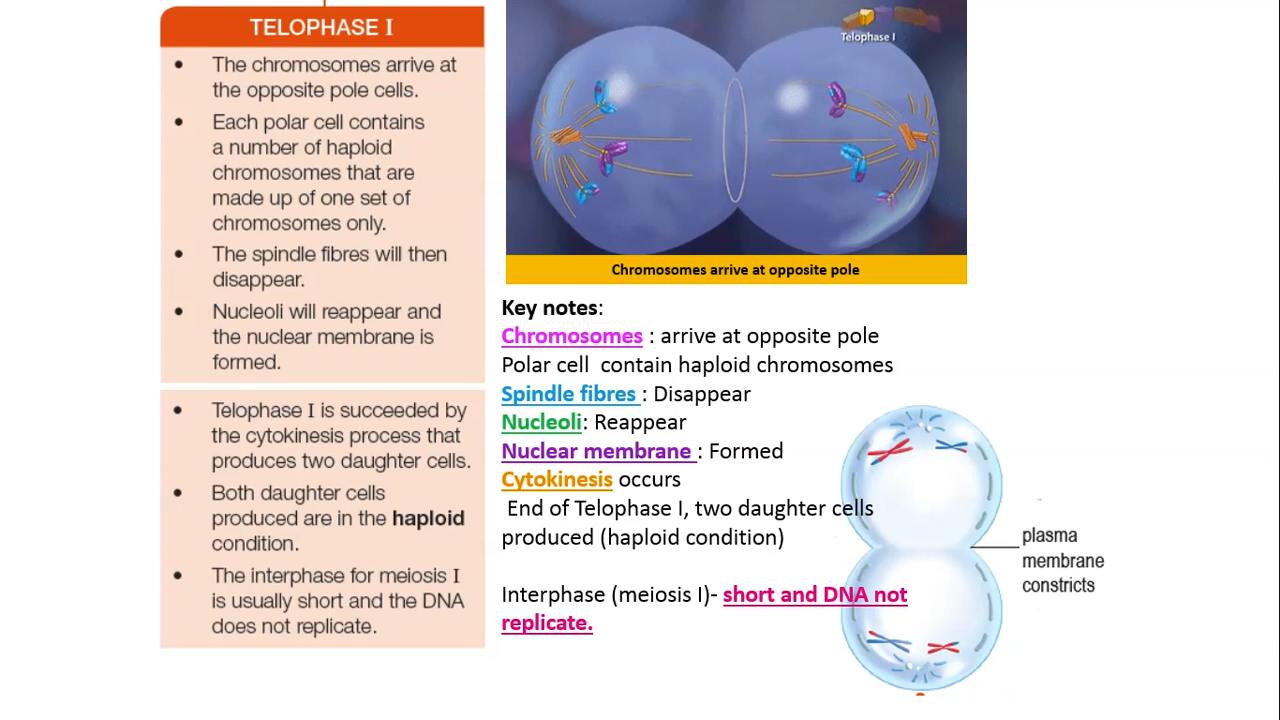 TELOPHASE I
• The chromosomes arrive at
the opposite pole cells.
• Each polar cell contains
a number of haploid
chromosomes that are
made up of one set of
chromosomes only.
• The spindle fibres will then
disappear.
• Nucleoli will reappear and
the nuclear membrane is
formed.
• Telophase I is succeeded by
the cytokinesis process that
produces two daughter cells.
• Both daughter cells
produced are in the haploid
condition.
• The interphase for meiosis I
is usually short and the DNA
does not replicate.
Telophase I
Chromosomes arrive at opposite pole
Key notes:
Chromosomes : arrive at opposite pole
Polar cell contain haploid chromosomes
Spindle fibres : Disappear
Nucleoli: Reappear
Nuclear membrane : Formed
Cytokinesis occurs
End of Telophase I, two daughter cells
produced (haploid condition)
Interphase (meiosis I)- short and DNA not
replicate.
plasma
membrane
constricts